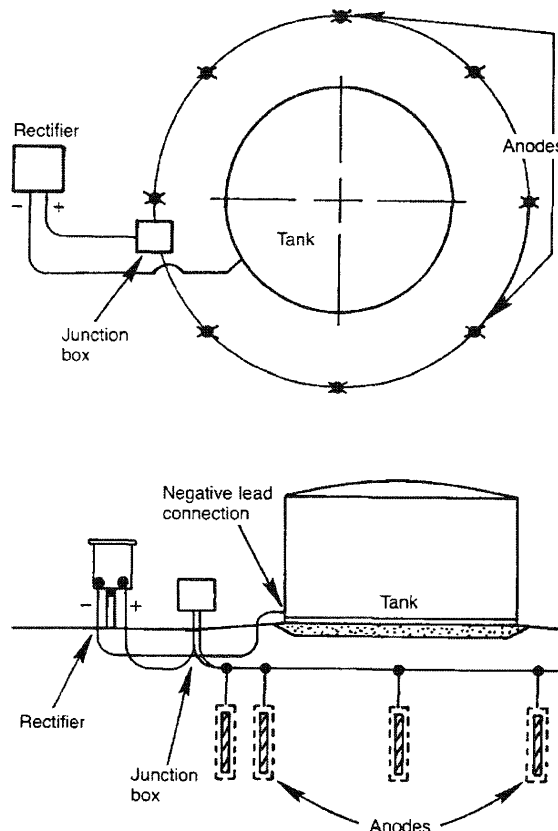 Rectifier
- +
Anodes
Tank
Junction
box
Negative lead
connection
- +
Tank
Rectifier
Junction
box
Anodes